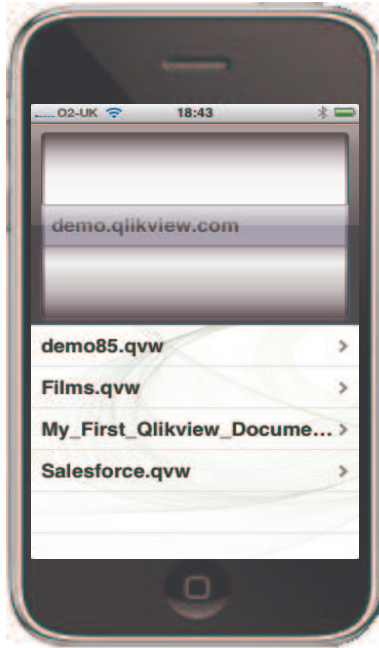 O2-UK 18:43
demo.qlikview.com
demo85.qvw
Films.qvw
My_First_Qlikview_Docume...
Salesforce.qvw